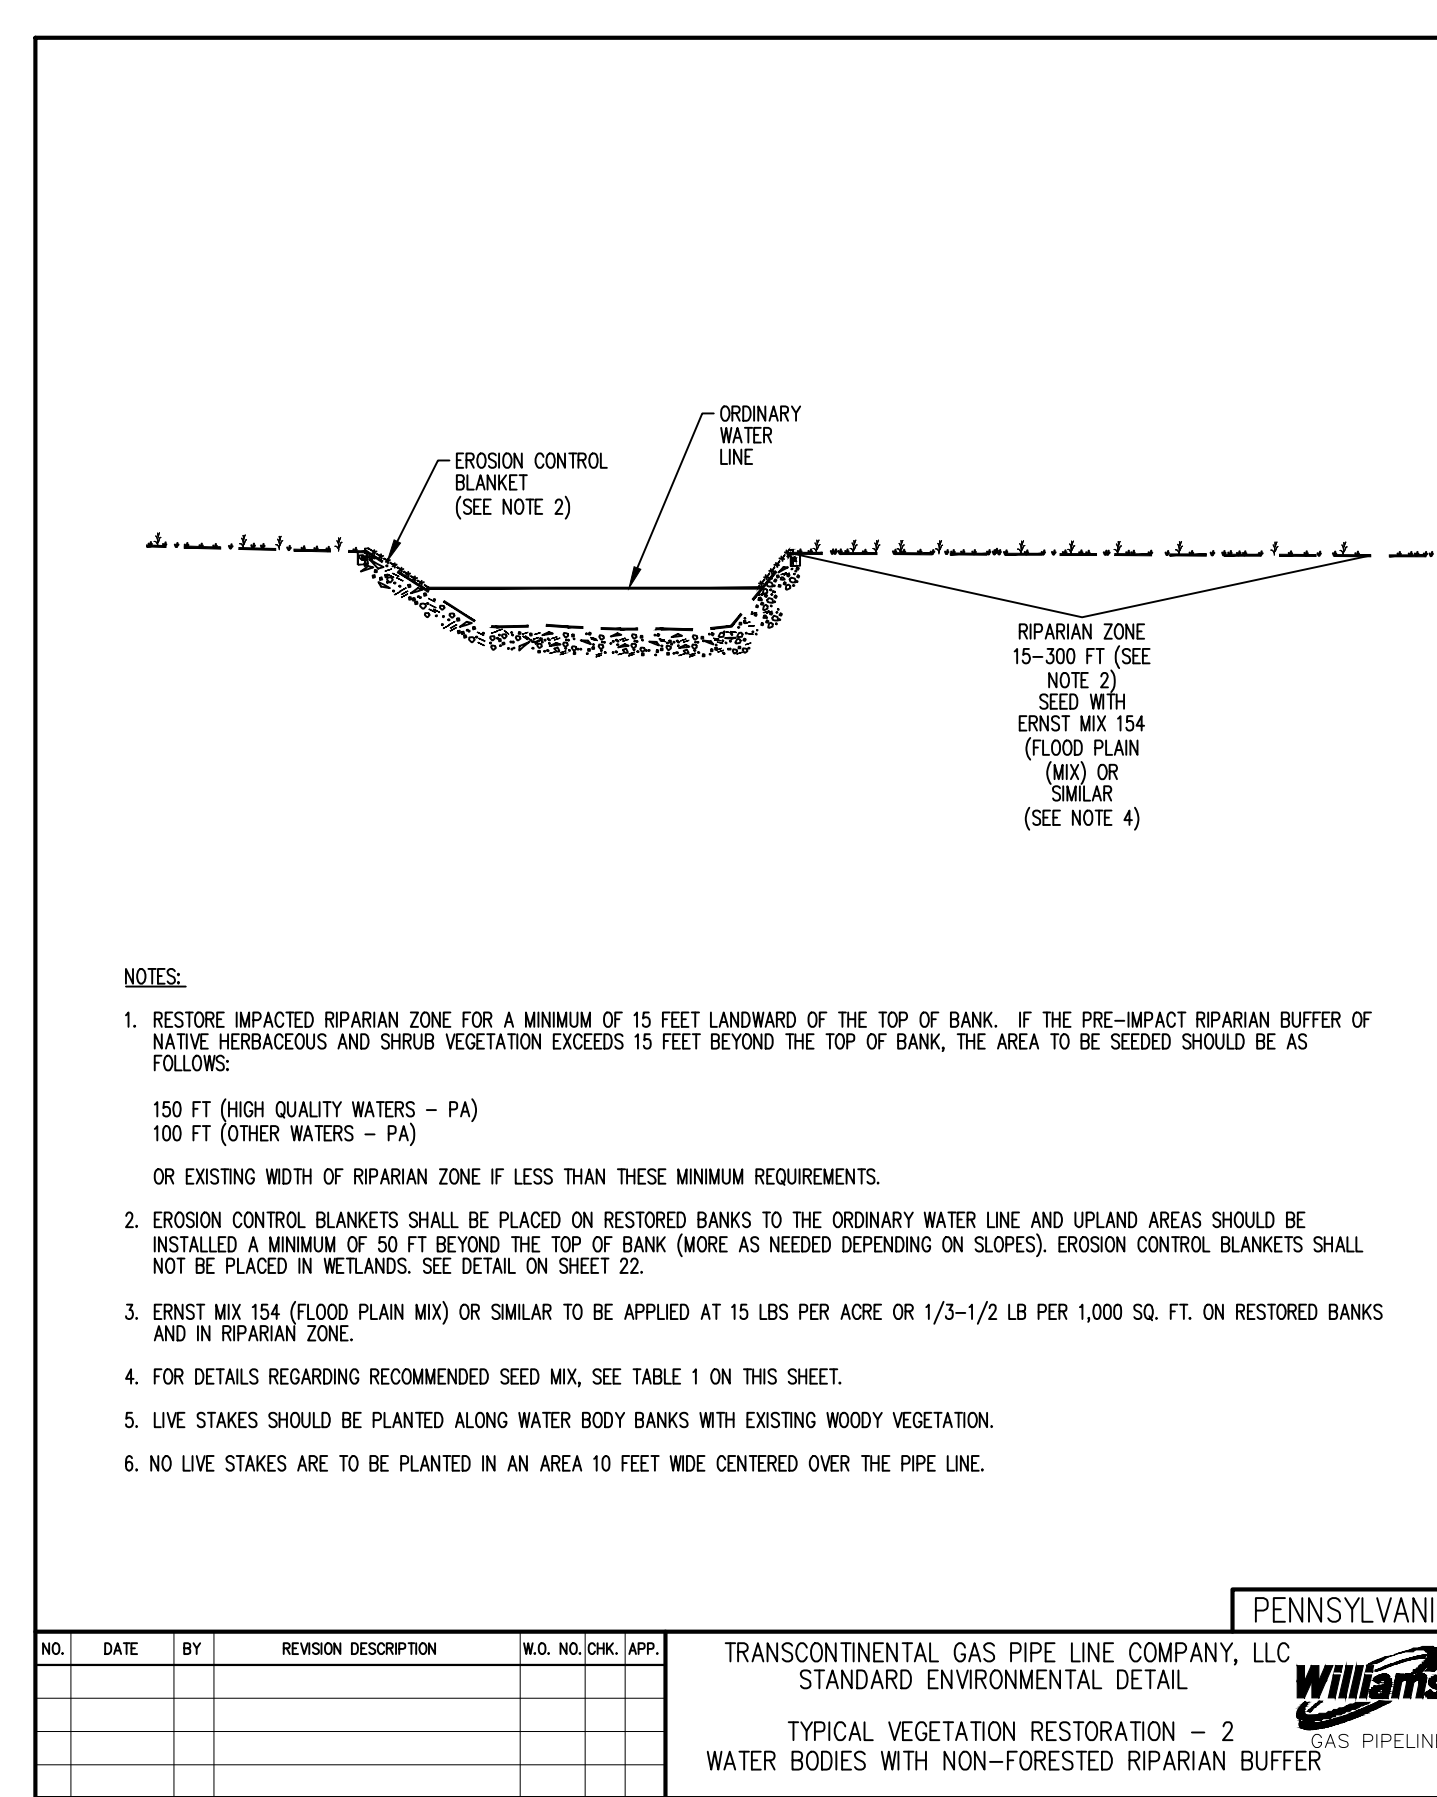 ORDINARY
WATER
LINE
EROSION CONTROL
BLANKET
(SEE NOTE 2)
RIPARIAN ZONE
15-300 FT (SEE
NOTE 2)
SEED WITH
ERNST MIX 154
(FLOOD PLAIN
(MIX) OR
SIMILAR
(SEE NOTE 4)
NOTES:
1. RESTORE IMPACTED RIPARIAN ZONE FOR A MINIMUM OF 15 FEET LANDWARD OF THE TOP OF BANK. IF THE PRE-IMPACT RIPARIAN BUFFER OF
NATIVE HERBACEOUS AND SHRUB VEGETATION EXCEEDS 15 FEET BEYOND THE TOP OF BANK, THE AREA TO BE SEEDED SHOULD BE AS
FOLLOWS:
150 FT (HIGH QUALITY WATERS - PA)
100 FT (OTHER WATERS - PA)
OR EXISTING WIDTH OF RIPARIAN ZONE IF LESS THAN THESE MINIMUM REQUIREMENTS.
2. EROSION CONTROL BLANKETS SHALL BE PLACED ON RESTORED BANKS TO THE ORDINARY WATER LINE AND UPLAND AREAS SHOULD BE
INSTALLED A MINIMUM OF 50 FT BEYOND THE TOP OF BANK (MORE AS NEEDED DEPENDING ON SLOPES). EROSION CONTROL BLANKETS SHALL
NOT BE PLACED IN WETLANDS. SEE DETAIL ON SHEET 22.
3. ERNST MIX 154 (FLOOD PLAIN MIX) OR SIMILAR TO BE APPLIED AT 15 LBS PER ACRE OR 1/3-1/2 LB PER 1,000 SQ. FT. ON RESTORED BANKS
AND IN RIPARIAN ZONE.
4. FOR DETAILS REGARDING RECOMMENDED SEED MIX, SEE TABLE 1 ON THIS SHEET.
5. LIVE STAKES SHOULD BE PLANTED ALONG WATER BODY BANKS WITH EXISTING WOODY VEGETATION.
6. NO LIVE STAKES ARE TO BE PLANTED IN AN AREA 10 FEET WIDE CENTERED OVER THE PIPE LINE.
PENNSYLVANI
NO. DATE BY REVISION DESCRIPTION W.O. NO. CHK. APP.
TRANSCONTINENTAL GAS PIPE LINE COMPANY, LLC
STANDARD ENVIRONMENTAL DETAIL
TYPICAL VEGETATION RESTORATION - 2
WATER BODIES WITH NON-FORESTED RIPARIAN BUFFER
Williams
GAS PIPELIN